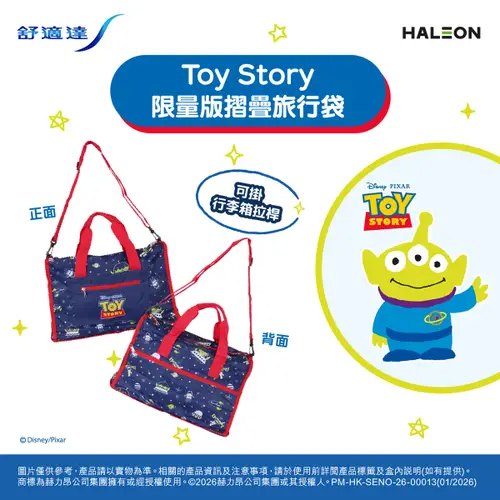 舒適達
HALEON
Toy Story
限量版摺疊旅行袋
可掛
行李箱拉桿
正面
背面
Disney PIXAR
TOY
STORY
Disney PIXAR
TOY
STORY
©Disney/Pixar
圖片僅供參考，產品請以實物為準。相關的產品資訊及注意事項、請於使用前詳閱產品標籤及盒內說明(如有提供)。
商標為赫力昂公司集團擁有或經授權使用。©2026赫力昂公司集團或其授權人。PM-HK-SENO-26-00013(01/2026)